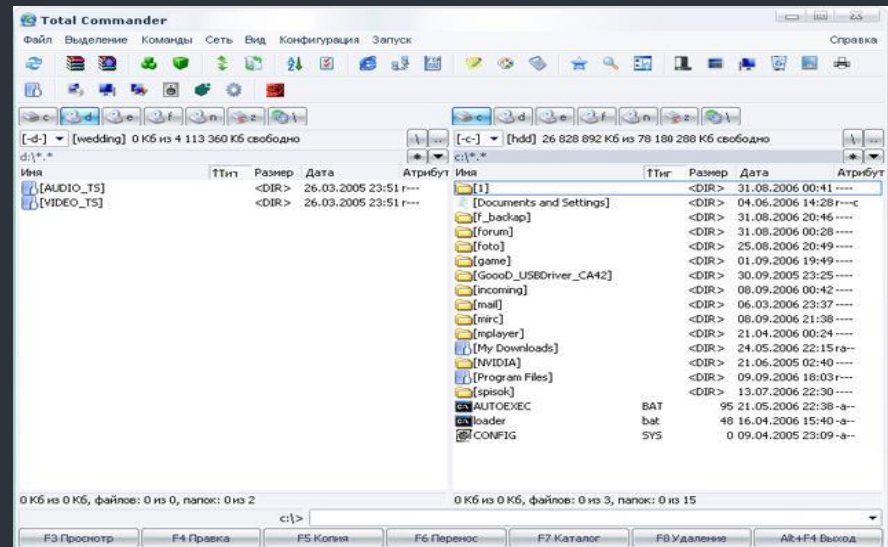 Total Commander
Файл Выделение Команды Сеть Вид Конфигурация Запуск Справка
c d e f n z \ c d e f n z \
[-d-] [wedding] 0 Кб из 4 113 360 Кб свободно \ .. [-c-] [hdd] 26 828 892 Кб из 78 180 288 Кб свободно \ ..
d:\*.* * c:\*.* *
Имя ↑Тип Размер Дата Атрибут Имя ↑Тип Размер Дата Атрибут
[AUDIO_TS] <DIR> 26.03.2005 23:51 r--- [1] <DIR> 31.08.2006 00:41 ----
[VIDEO_TS] <DIR> 26.03.2005 23:51 r--- [Documents and Settings] <DIR> 04.06.2006 14:28 r---c
[f_backap] <DIR> 31.08.2006 20:46 ----
[forum] <DIR> 31.08.2006 00:28 ----
[foto] <DIR> 25.08.2006 20:49 ----
[game] <DIR> 01.09.2006 19:49 ----
[GoooD_USBDriver_CA42] <DIR> 30.09.2005 23:25 ----
[incoming] <DIR> 08.09.2006 00:42 ----
[mail] <DIR> 06.03.2006 23:37 ----
[mirc] <DIR> 08.09.2006 21:38 ----
[mplayer] <DIR> 21.04.2006 00:24 ----
[My Downloads] <DIR> 24.05.2006 22:15 ra--
[NVIDIA] <DIR> 21.06.2005 02:40 ----
[Program Files] <DIR> 09.09.2006 18:03 r---
[spisok] <DIR> 13.07.2006 22:30 ----
AUTOEXEC BAT 95 21.05.2006 22:38 -a--
loader bat 48 16.04.2006 15:40 -a--
CONFIG SYS 0 09.04.2005 23:09 -a--
0 Кб из 0 Кб, файлов: 0 из 0, папок: 0 из 2 0 Кб из 0 Кб, файлов: 0 из 3, папок: 0 из 15
c:\>
F3 Просмотр F4 Правка F5 Копия F6 Перенос F7 Каталог F8 Удаление Alt+F4 Выход